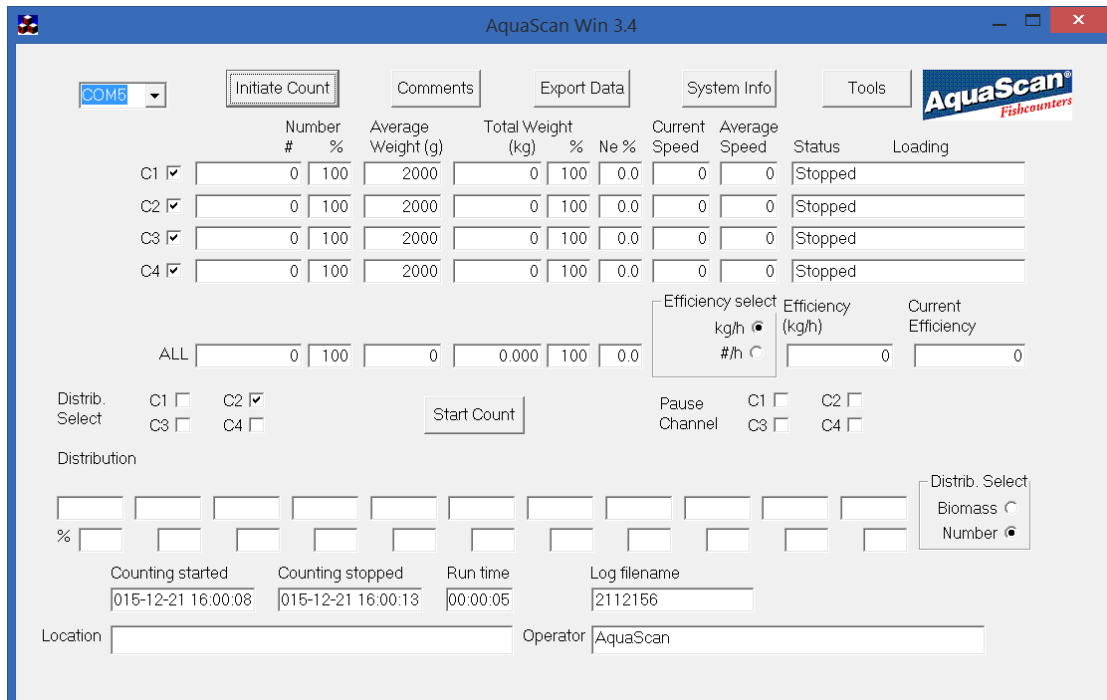 AquaScan Win 3.4
COM5 Initiate Count Comments Export Data System Info Tools AquaScan® Fishcounters
Number Average Total Weight Current Average
# % Weight (g) (kg) % Ne % Speed Speed Status Loading
C1 0 100 2000 0 100 0.0 0 0 Stopped
C2 0 100 2000 0 100 0.0 0 0 Stopped
C3 0 100 2000 0 100 0.0 0 0 Stopped
C4 0 100 2000 0 100 0.0 0 0 Stopped
Efficiency select Efficiency Current
kg/h (kg/h) Efficiency
ALL 0 100 0 0.000 100 0.0 #/h 0 0
Distrib. C1 C2 Pause C1 C2
Select C3 C4 Start Count Channel C3 C4
Distribution
Distrib. Select
Biomass
% Number
Counting started Counting stopped Run time Log filename
015-12-21 16:00:08 015-12-21 16:00:13 00:00:05 2112156
Location Operator AquaScan